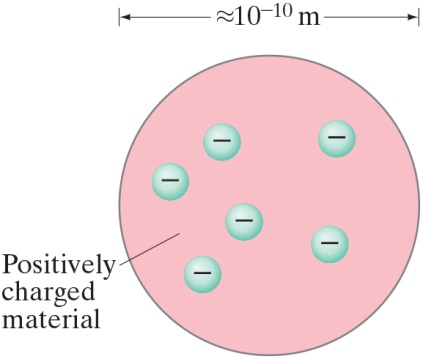 ≈10⁻¹⁰ m
−
−
−
−
−
−
Positively
charged
material